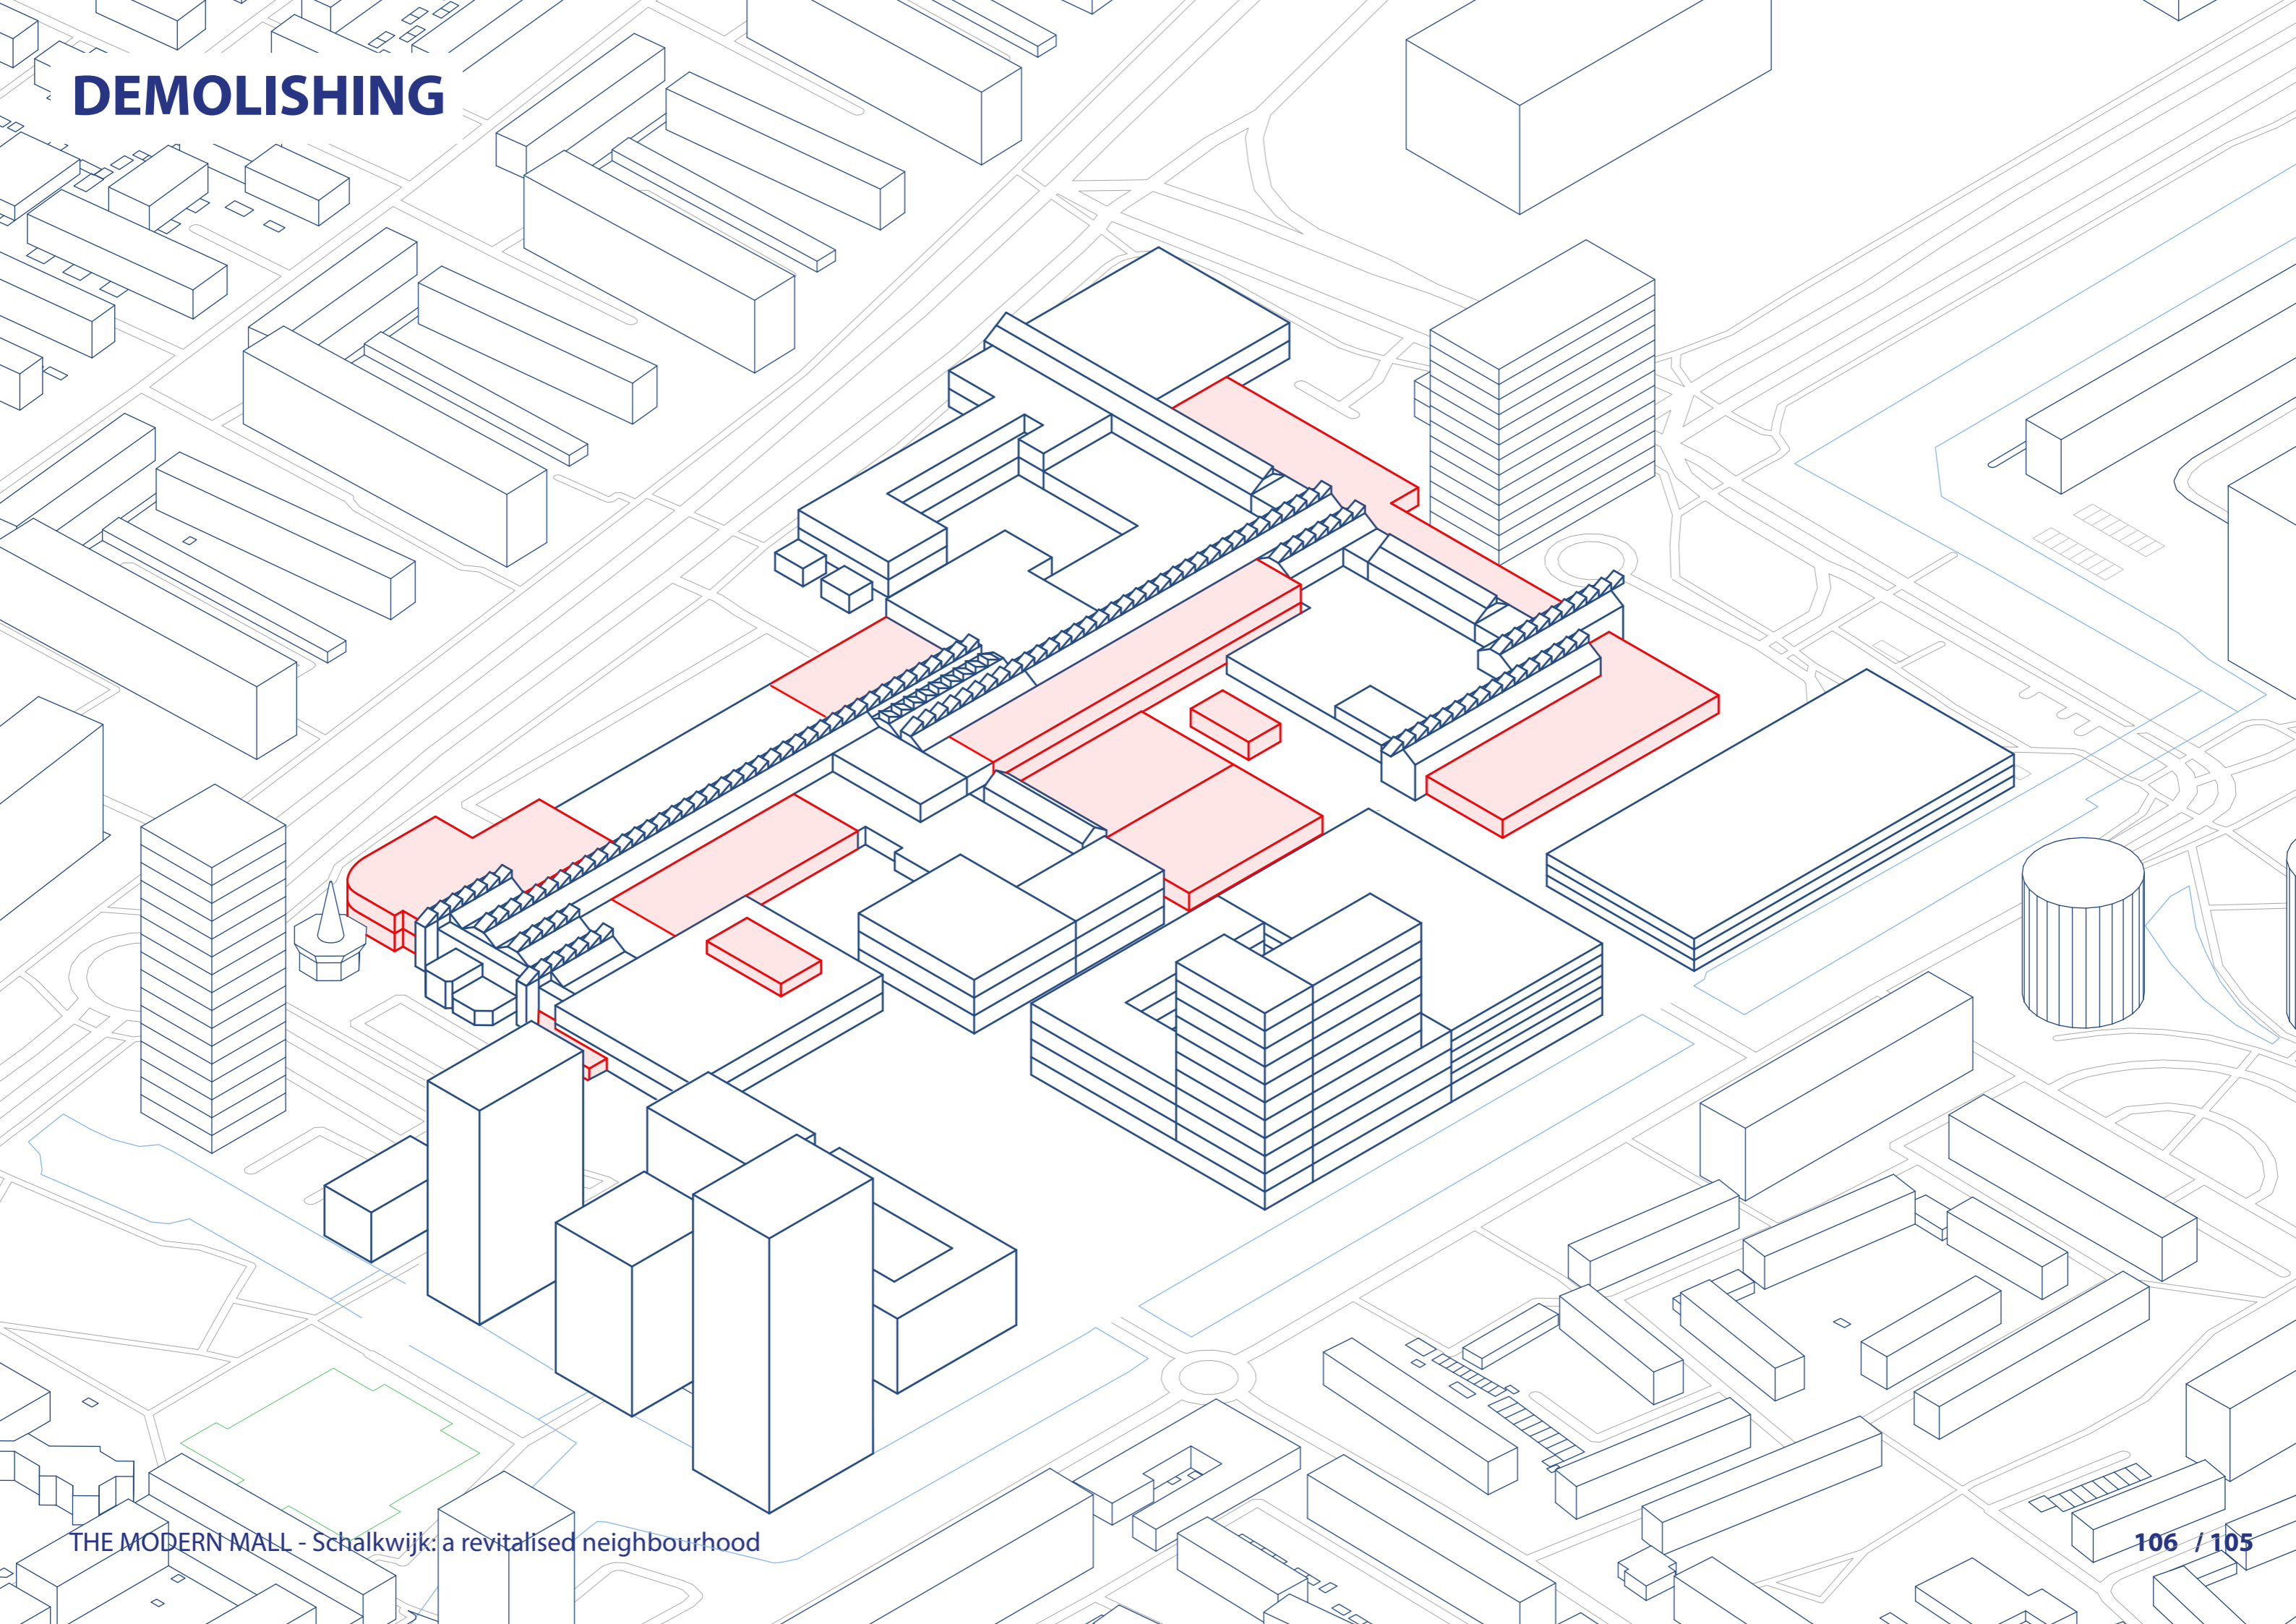 DEMOLISHING
THE MODERN MALL - Schalkwijk: a revitalised neighbourhood
106 / 105